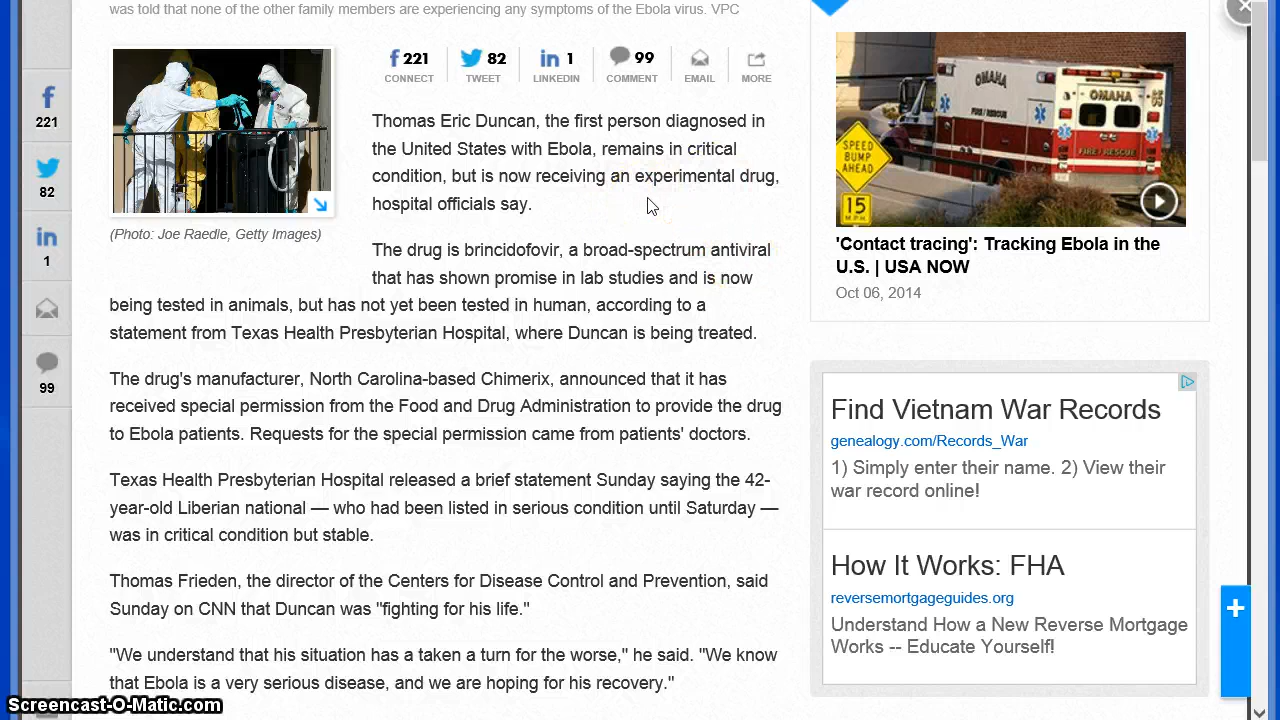 was told that none of the other family members are experiencing any symptoms of the Ebola virus. VPC
221
CONNECT
82
TWEET
1
LINKEDIN
99
COMMENT
EMAIL
MORE
221
82
1
99
(Photo: Joe Raedle, Getty Images)
Thomas Eric Duncan, the first person diagnosed in
the United States with Ebola, remains in critical
condition, but is now receiving an experimental drug,
hospital officials say.
The drug is brincidofovir, a broad-spectrum antiviral
that has shown promise in lab studies and is now
being tested in animals, but has not yet been tested in human, according to a
statement from Texas Health Presbyterian Hospital, where Duncan is being treated.
The drug's manufacturer, North Carolina-based Chimerix, announced that it has
received special permission from the Food and Drug Administration to provide the drug
to Ebola patients. Requests for the special permission came from patients' doctors.
Texas Health Presbyterian Hospital released a brief statement Sunday saying the 42-
year-old Liberian national — who had been listed in serious condition until Saturday —
was in critical condition but stable.
Thomas Frieden, the director of the Centers for Disease Control and Prevention, said
Sunday on CNN that Duncan was "fighting for his life."
"We understand that his situation has a taken a turn for the worse," he said. "We know
that Ebola is a very serious disease, and we are hoping for his recovery."
OMAHA
OMAHA
FIRE / RESCUE
SPEED
BUMP
AHEAD
15
M.P.H.
'Contact tracing': Tracking Ebola in the
U.S. | USA NOW
Oct 06, 2014
Find Vietnam War Records
genealogy.com/Records_War
1) Simply enter their name. 2) View their
war record online!
How It Works: FHA
reversemortgageguides.org
Understand How a New Reverse Mortgage
Works -- Educate Yourself!
Screencast-O-Matic.com